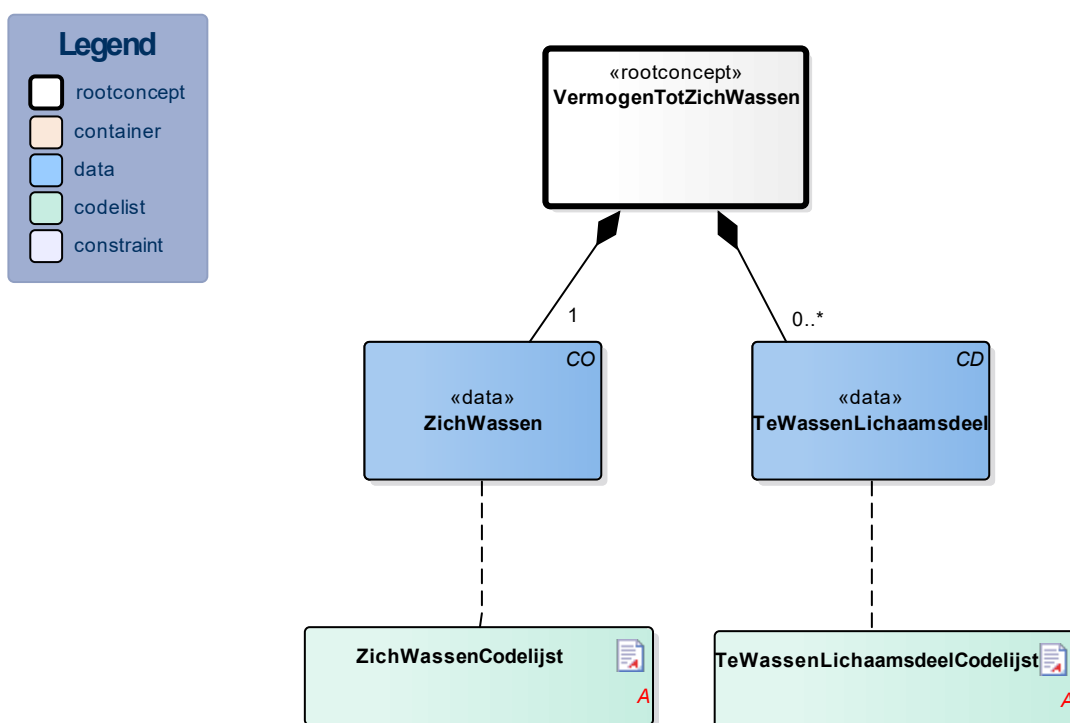 Legend
rootconcept
container
data
codelist
constraint
«rootconcept»
VermogenTotZichWassen
1
0..*
CO
«data»
ZichWassen
CD
«data»
TeWassenLichaamsdeel
ZichWassenCodelijst
A
TeWassenLichaamsdeelCodelijst
A